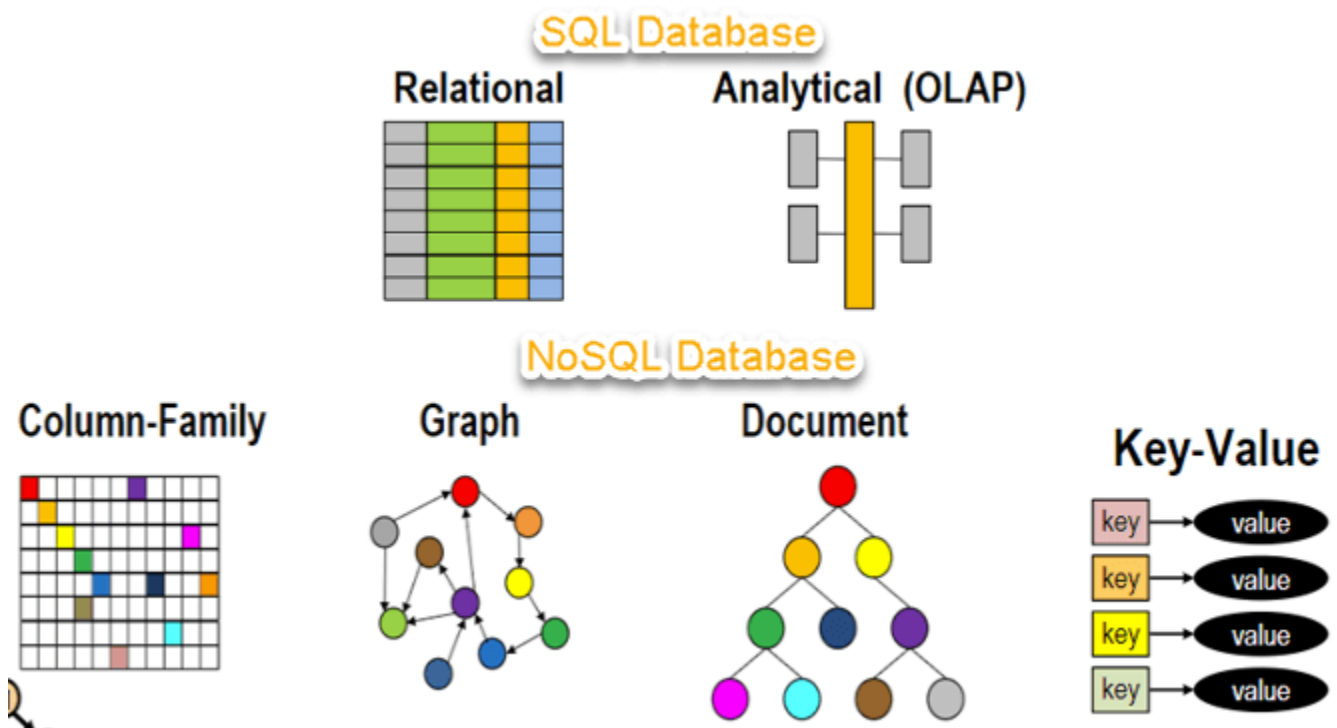 SQL Database
Relational
Analytical (OLAP)
NoSQL Database
Column-Family
Graph
Document
Key-Value
key
value
key
value
key
value
key
value